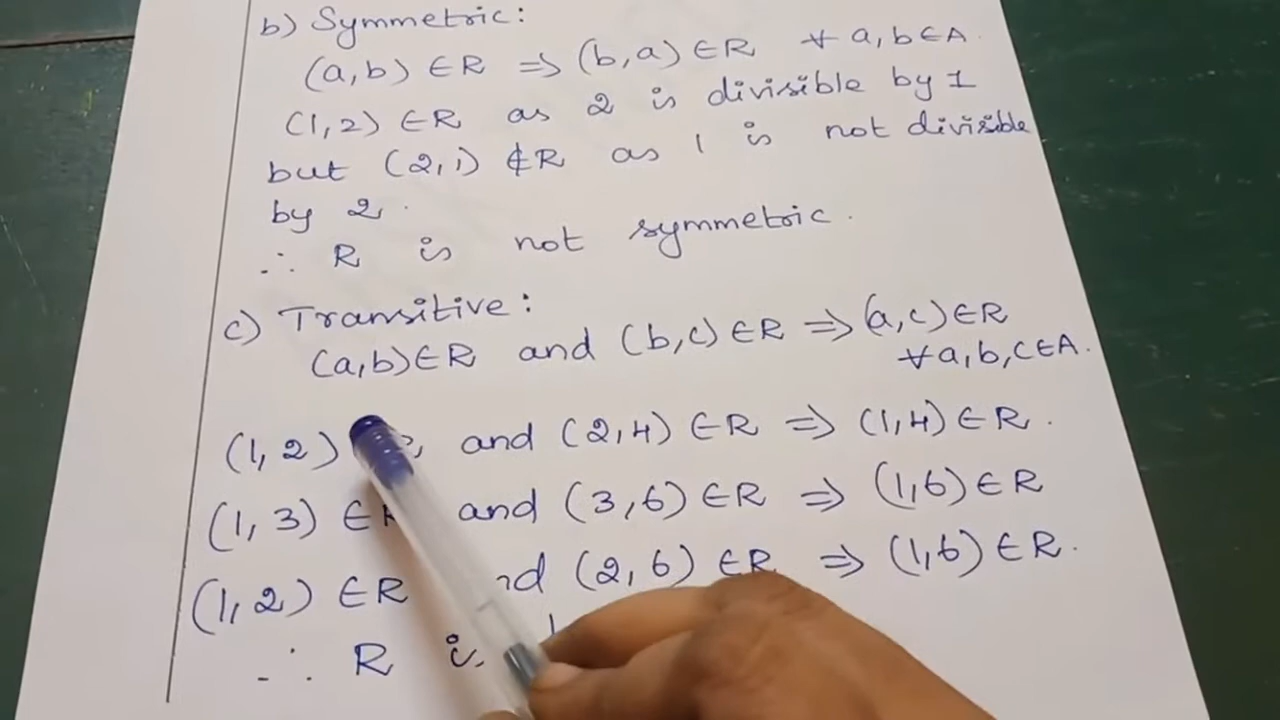 b) Symmetric:
(a,b) ∈R ⇒ (b,a) ∈R ∀ a,b∈A.
(1,2) ∈R as 2 is divisible by 1
but (2,1) ∉R as 1 is not divisible
by 2.
∴ R is not symmetric.
c) Transitive:
(a,b)∈R and (b,c)∈R ⇒ (a,c)∈R
∀a,b,c∈A.
(1,2) and (2,4) ∈R ⇒ (1,4) ∈R.
(1,3) ∈R and (3,6) ∈R ⇒ (1,6) ∈R
(1,2) ∈R (2,6) ∈R ⇒ (1,6) ∈R.
∴ R is